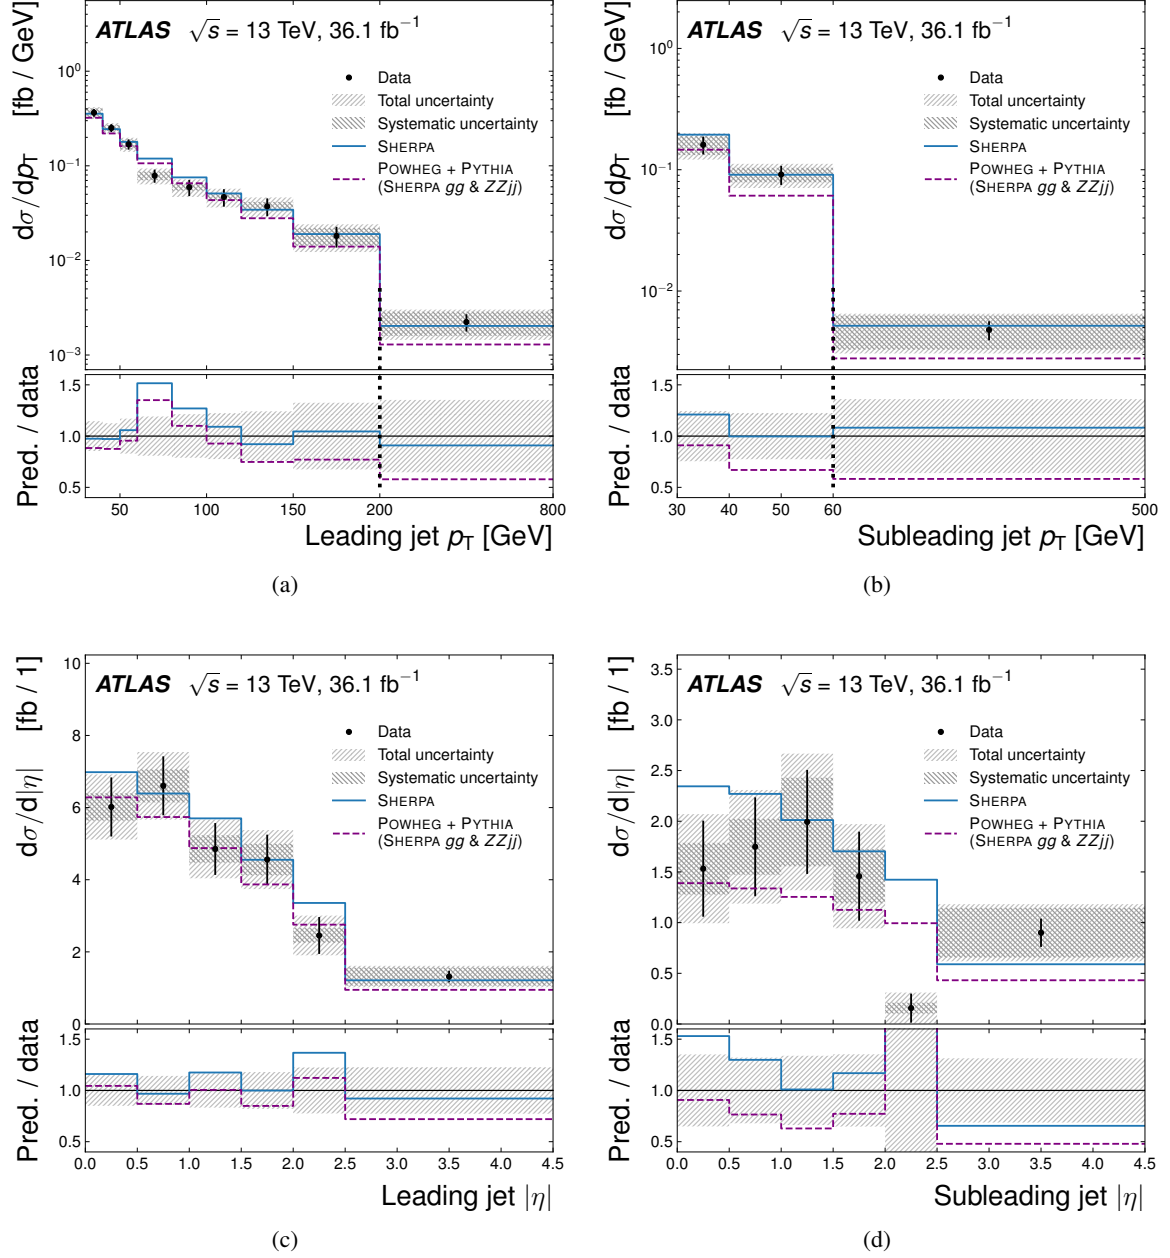 ATLAS √s = 13 TeV, 36.1 fb⁻¹
dσ/dp_T [fb / GeV]
10⁰
10⁻¹
10⁻²
10⁻³
Data
Total uncertainty
Systematic uncertainty
SHERPA
POWHEG + PYTHIA
(SHERPA gg & ZZjj)
Pred. / data
1.5
1.0
0.5
50 100 150 200 800
Leading jet p_T [GeV]
(a)
ATLAS √s = 13 TeV, 36.1 fb⁻¹
dσ/dp_T [fb / GeV]
10⁰
10⁻¹
10⁻²
Data
Total uncertainty
Systematic uncertainty
SHERPA
POWHEG + PYTHIA
(SHERPA gg & ZZjj)
Pred. / data
1.5
1.0
0.5
30 40 50 60 500
Subleading jet p_T [GeV]
(b)
ATLAS √s = 13 TeV, 36.1 fb⁻¹
dσ/d|η| [fb / 1]
10
8
6
4
2
0
Data
Total uncertainty
Systematic uncertainty
SHERPA
POWHEG + PYTHIA
(SHERPA gg & ZZjj)
Pred. / data
1.5
1.0
0.5
0.0 0.5 1.0 1.5 2.0 2.5 3.0 3.5 4.0 4.5
Leading jet |η|
(c)
ATLAS √s = 13 TeV, 36.1 fb⁻¹
dσ/d|η| [fb / 1]
3.5
3.0
2.5
2.0
1.5
1.0
0.5
0.0
Data
Total uncertainty
Systematic uncertainty
SHERPA
POWHEG + PYTHIA
(SHERPA gg & ZZjj)
Pred. / data
1.5
1.0
0.5
0.0 0.5 1.0 1.5 2.0 2.5 3.0 3.5 4.0 4.5
Subleading jet |η|
(d)